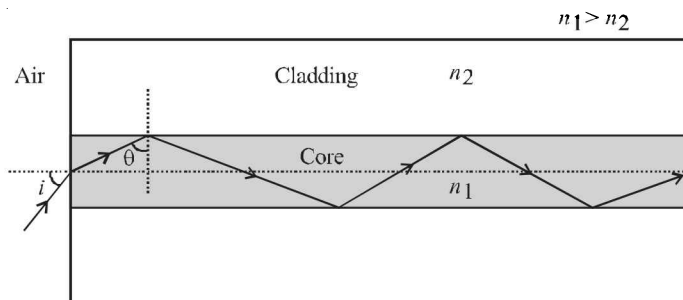 n1 > n2
Air
Cladding
n2
θ
Core
i
n1